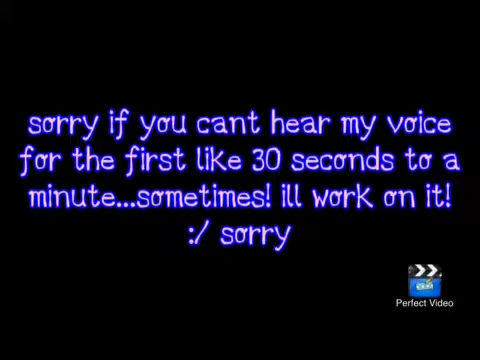 sorry if you cant hear my voice
for the first like 30 seconds to a
minute...sometimes! ill work on it!
:/ sorry
Perfect Video